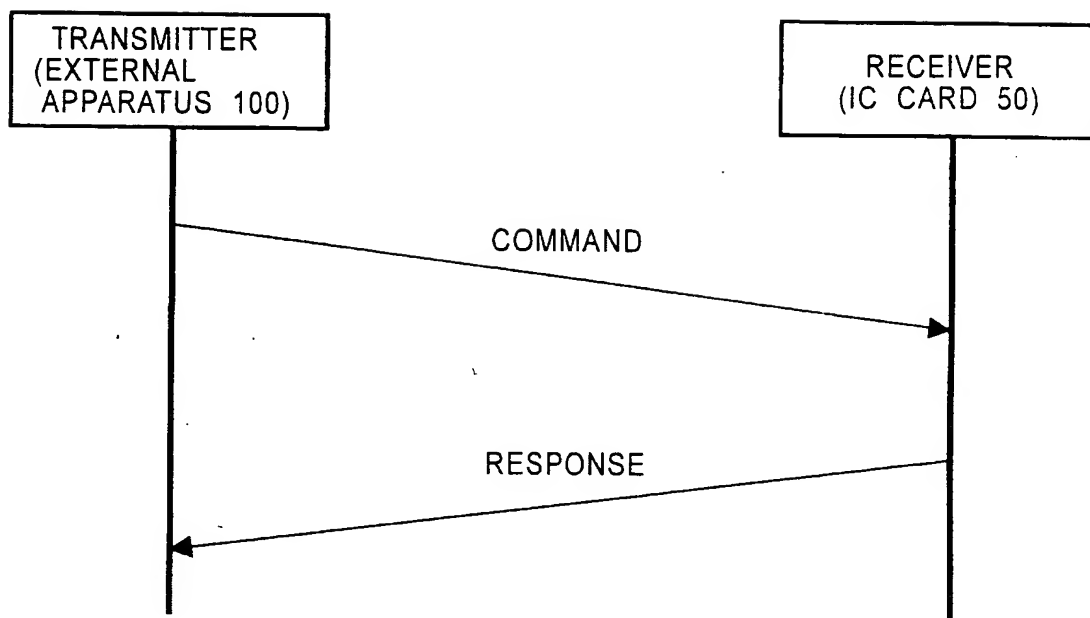 TRANSMITTER
(EXTERNAL
APPARATUS 100)
RECEIVER
(IC CARD 50)
COMMAND
RESPONSE